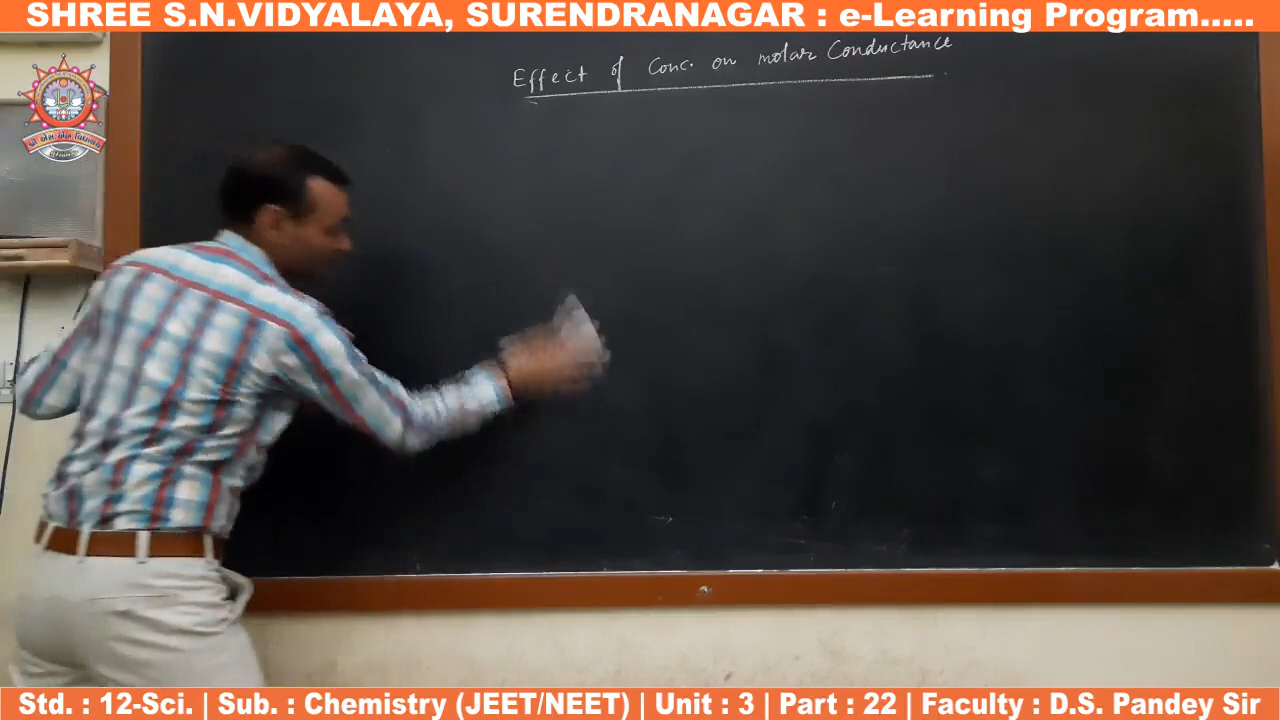 SHREE S.N.VIDYALAYA, SURENDRANAGAR : e-Learning Program.....
Effect of Conc. on molar Conductance
Std. : 12-Sci. | Sub. : Chemistry (JEET/NEET) | Unit : 3 | Part : 22 | Faculty : D.S. Pandey Sir